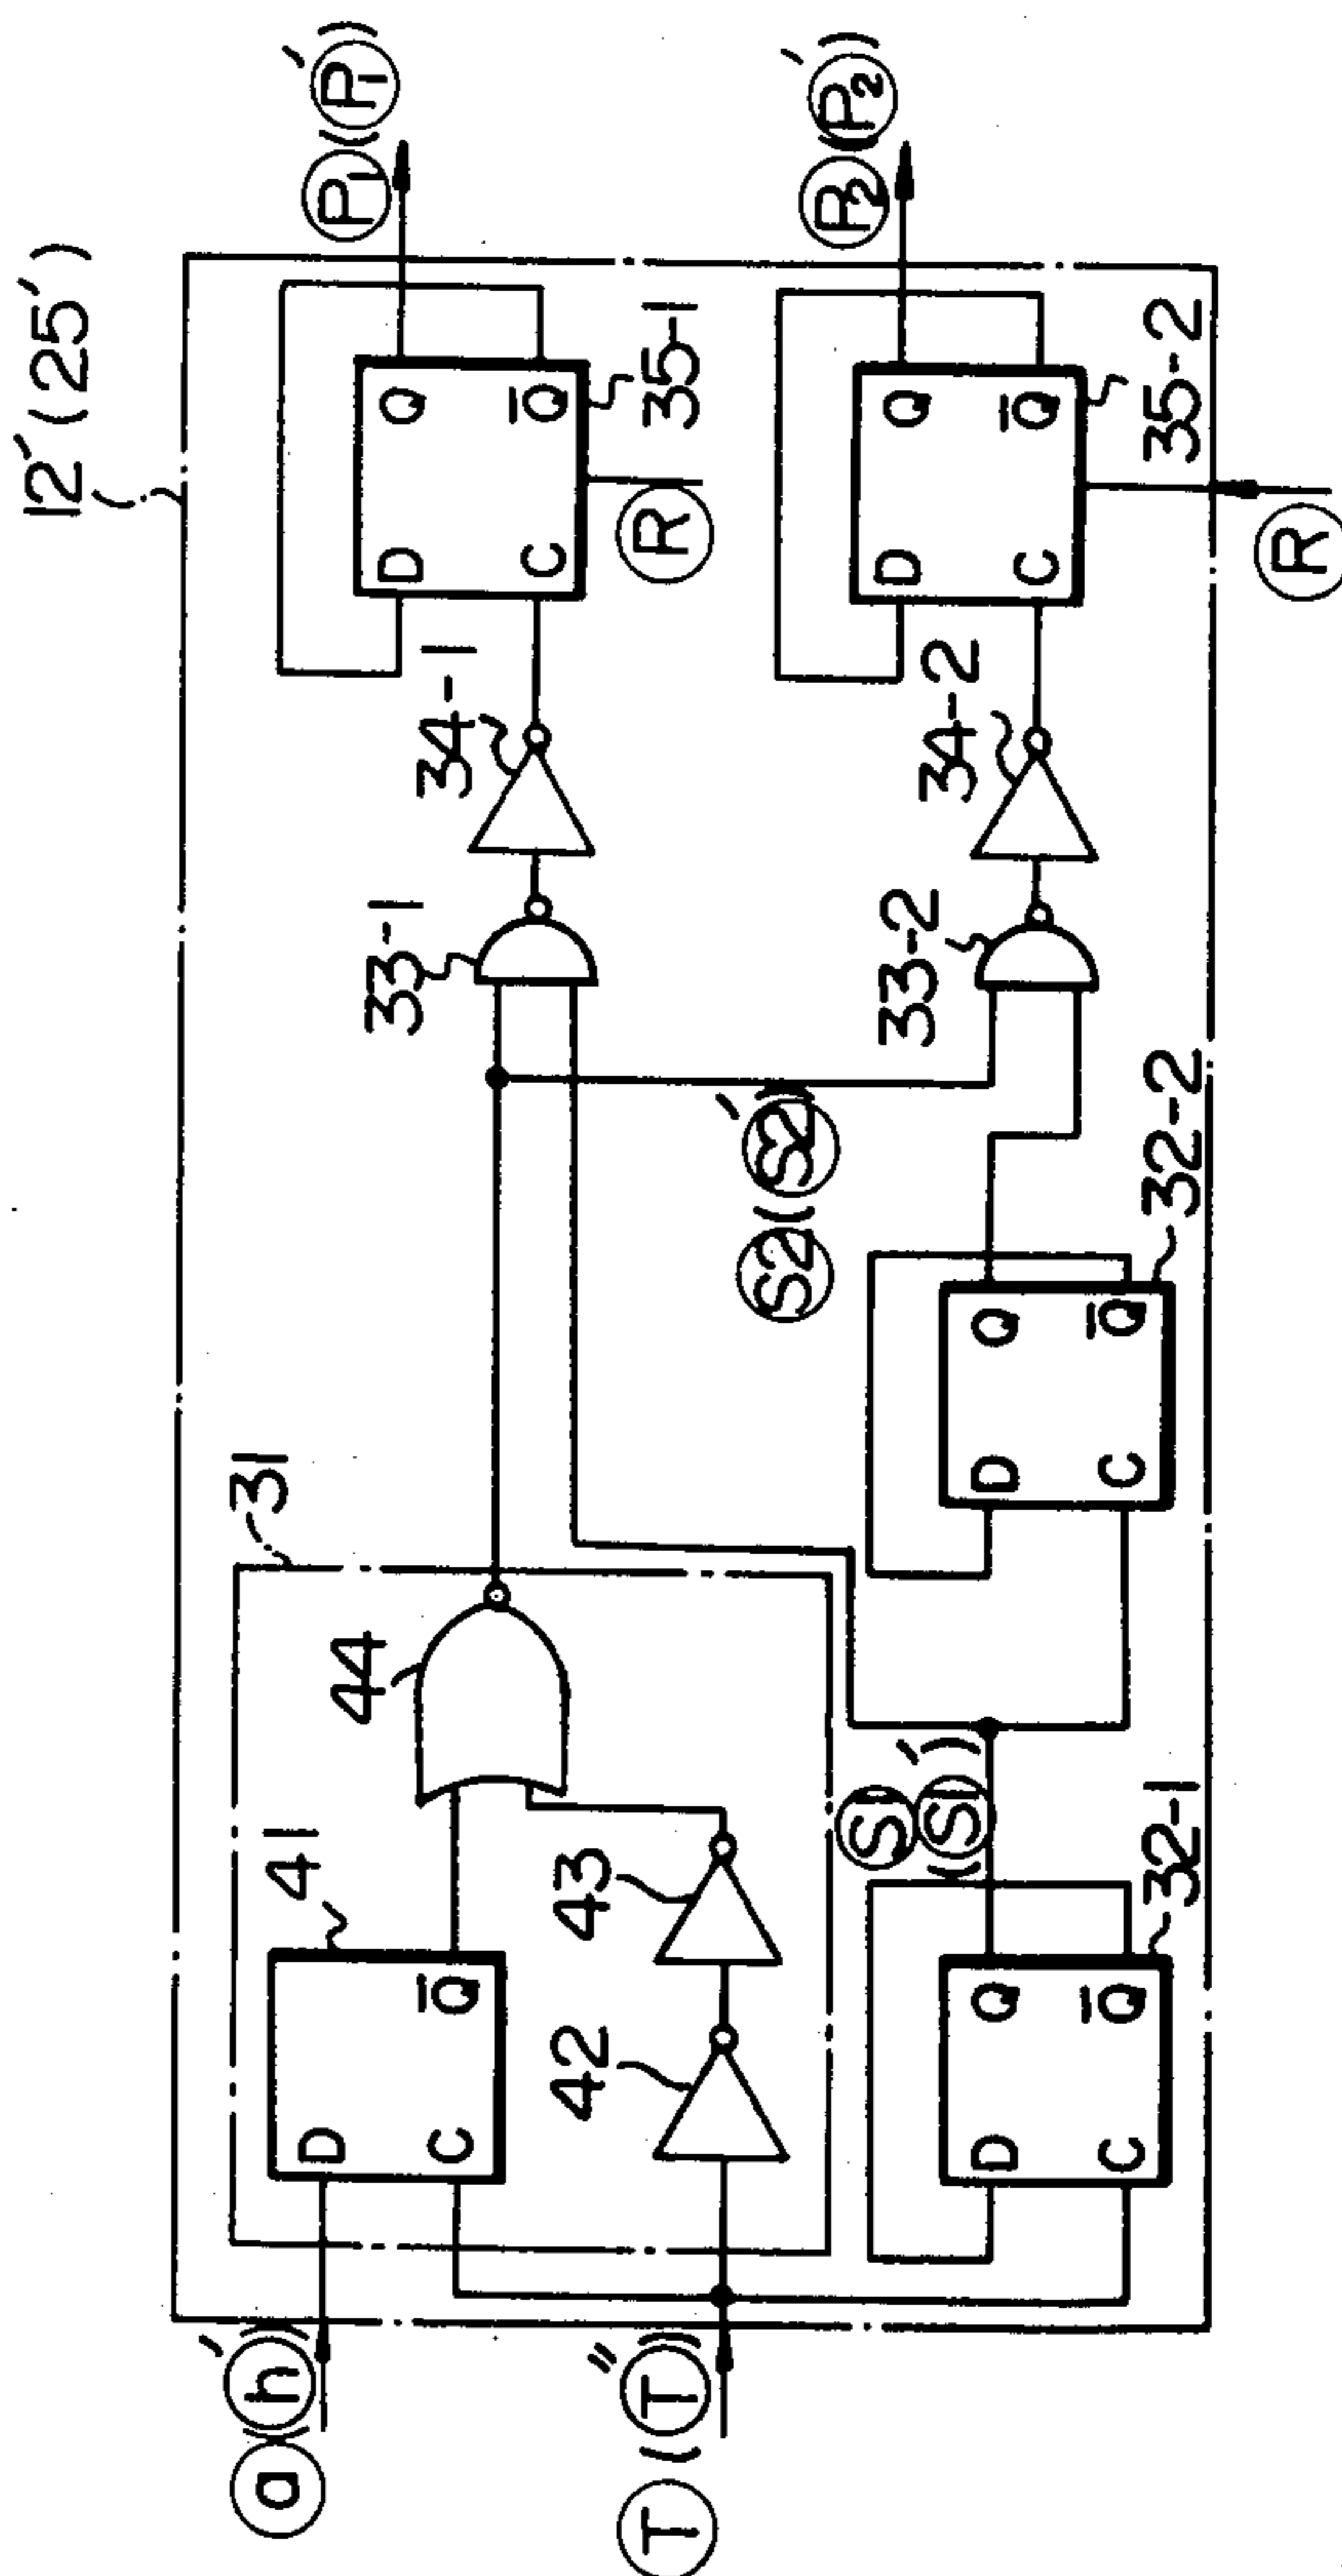 12'(25')
ⓐ(ⓗ')
Ⓣ(Ⓣ")
31
41
D
C
Q̅
42
43
44
33-1
34-1
D
C
Q
Q̅
35-1
Ⓡ
Ⓟ₁(Ⓟ₁')
(S2)((S2)')
(S1)
((S1)')
D
C
Q
Q̅
32-1
D
C
Q
Q̅
32-2
33-2
34-2
D
C
Q
Q̅
35-2
Ⓡ
Ⓟ₂(Ⓟ₂')